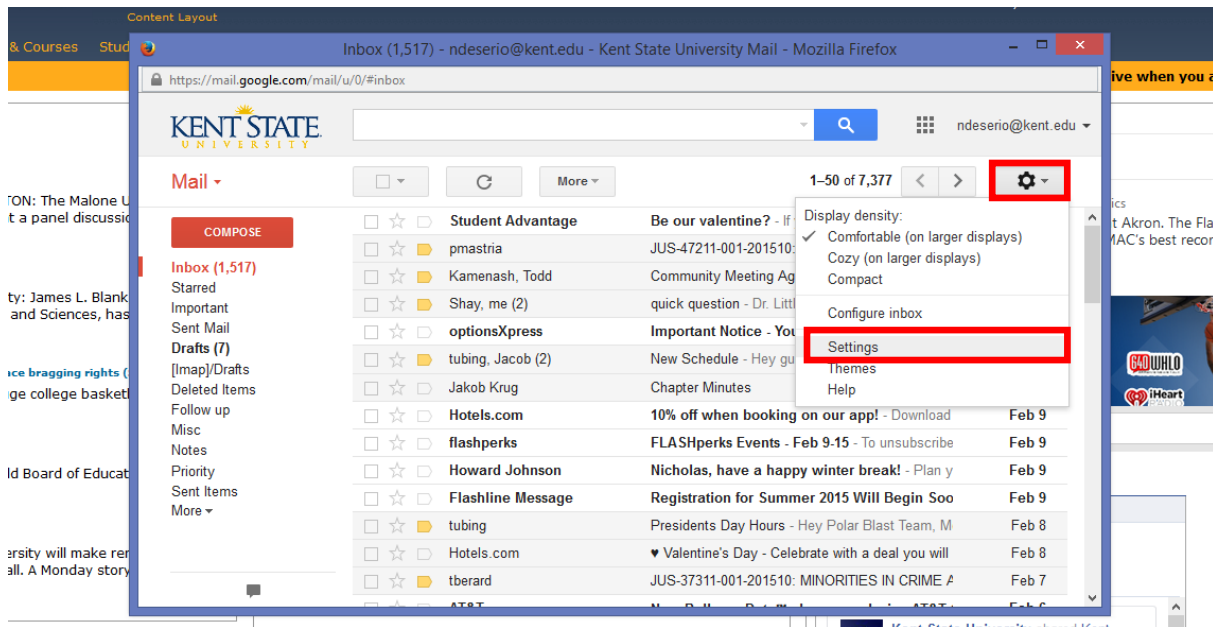 Content Layout
& Courses Stud
Inbox (1,517) - ndeserio@kent.edu - Kent State University Mail - Mozilla Firefox
ive when you a
https://mail.google.com/mail/u/0/#inbox
KENT STATE
UNIVERSITY
ndeserio@kent.edu
Mail
More
1–50 of 7,377
TON: The Malone U
t a panel discussio
COMPOSE
Inbox (1,517)
Starred
Important
Sent Mail
Drafts (7)
[Imap]/Drafts
Deleted Items
Follow up
Misc
Notes
Priority
Sent Items
More
ty: James L. Blank
and Sciences, has
ace bragging rights (
ge college basketl
ld Board of Educat
ersity will make rer
all. A Monday story
Student Advantage Be our valentine? - If
pmastria JUS-47211-001-201510:
Kamenash, Todd Community Meeting Ag
Shay, me (2) quick question - Dr. Littl
optionsXpress Important Notice - You
tubing, Jacob (2) New Schedule - Hey gu
Jakob Krug Chapter Minutes
Hotels.com 10% off when booking on our app! - Download Feb 9
flashperks FLASHperks Events - Feb 9-15 - To unsubscribe Feb 9
Howard Johnson Nicholas, have a happy winter break! - Plan y Feb 9
Flashline Message Registration for Summer 2015 Will Begin Soo Feb 9
tubing Presidents Day Hours - Hey Polar Blast Team, M Feb 8
Hotels.com ♥ Valentine's Day - Celebrate with a deal you will Feb 8
tberard JUS-37311-001-201510: MINORITIES IN CRIME A Feb 7
Display density:
✓ Comfortable (on larger displays)
Cozy (on larger displays)
Compact
Configure inbox
Settings
Themes
Help
ics
t Akron. The Fla
MAC's best recor
640 WHLO
iHeart
RADIO